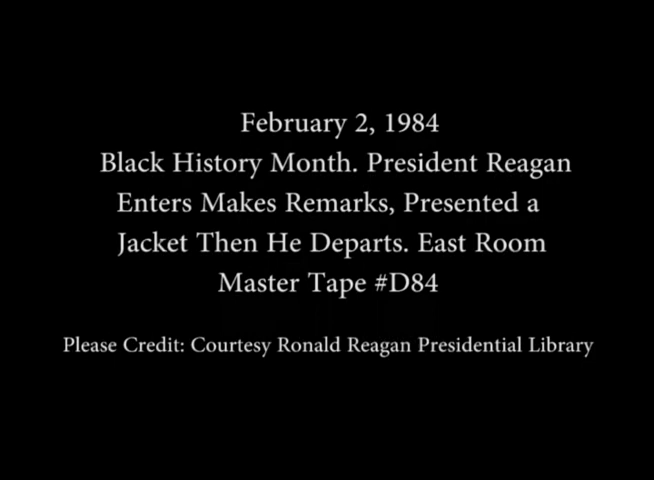 February 2, 1984
Black History Month. President Reagan
Enters Makes Remarks, Presented a
Jacket Then He Departs. East Room
Master Tape #D84
Please Credit: Courtesy Ronald Reagan Presidential Library